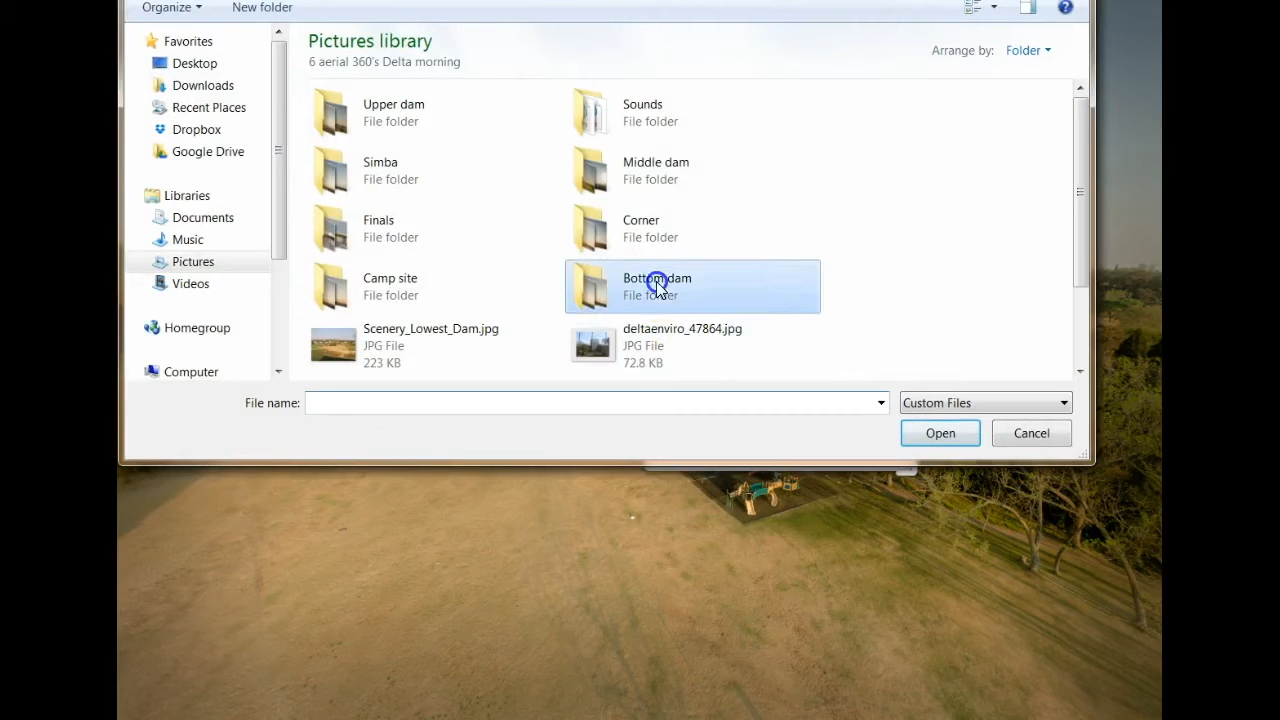 Organize
New folder
Favorites
Desktop
Downloads
Recent Places
Dropbox
Google Drive
Libraries
Documents
Music
Pictures
Videos
Homegroup
Computer
Pictures library
6 aerial 360's Delta morning
Arrange by: Folder
Upper dam
File folder
Sounds
File folder
Simba
File folder
Middle dam
File folder
Finals
File folder
Corner
File folder
Camp site
File folder
Bottom dam
File folder
Scenery_Lowest_Dam.jpg
JPG File
223 KB
deltaenviro_47864.jpg
JPG File
72.8 KB
File name:
Custom Files
Open
Cancel